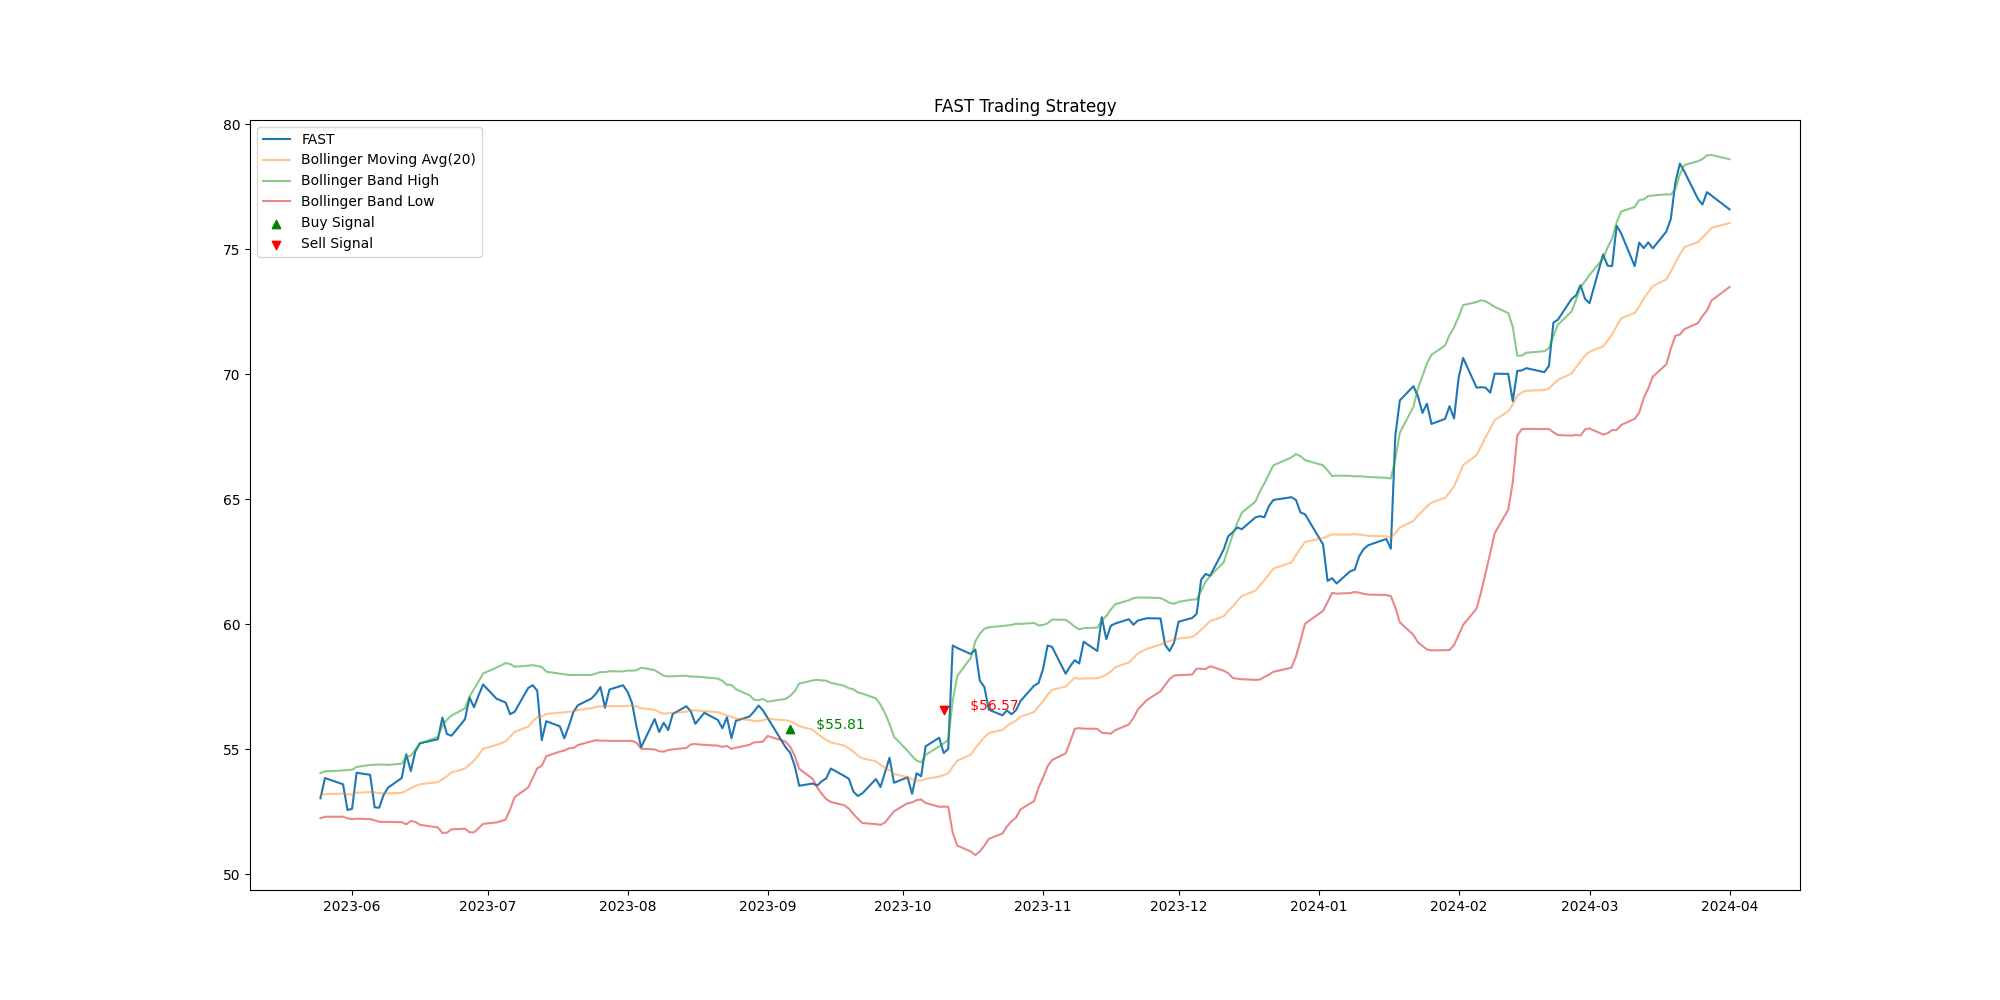 FAST Trading Strategy
80
75
70
65
60
55
50
FAST
Bollinger Moving Avg(20)
Bollinger Band High
Bollinger Band Low
Buy Signal
Sell Signal
$55.81
$56.57
2023-06 2023-07 2023-08 2023-09 2023-10 2023-11 2023-12 2024-01 2024-02 2024-03 2024-04